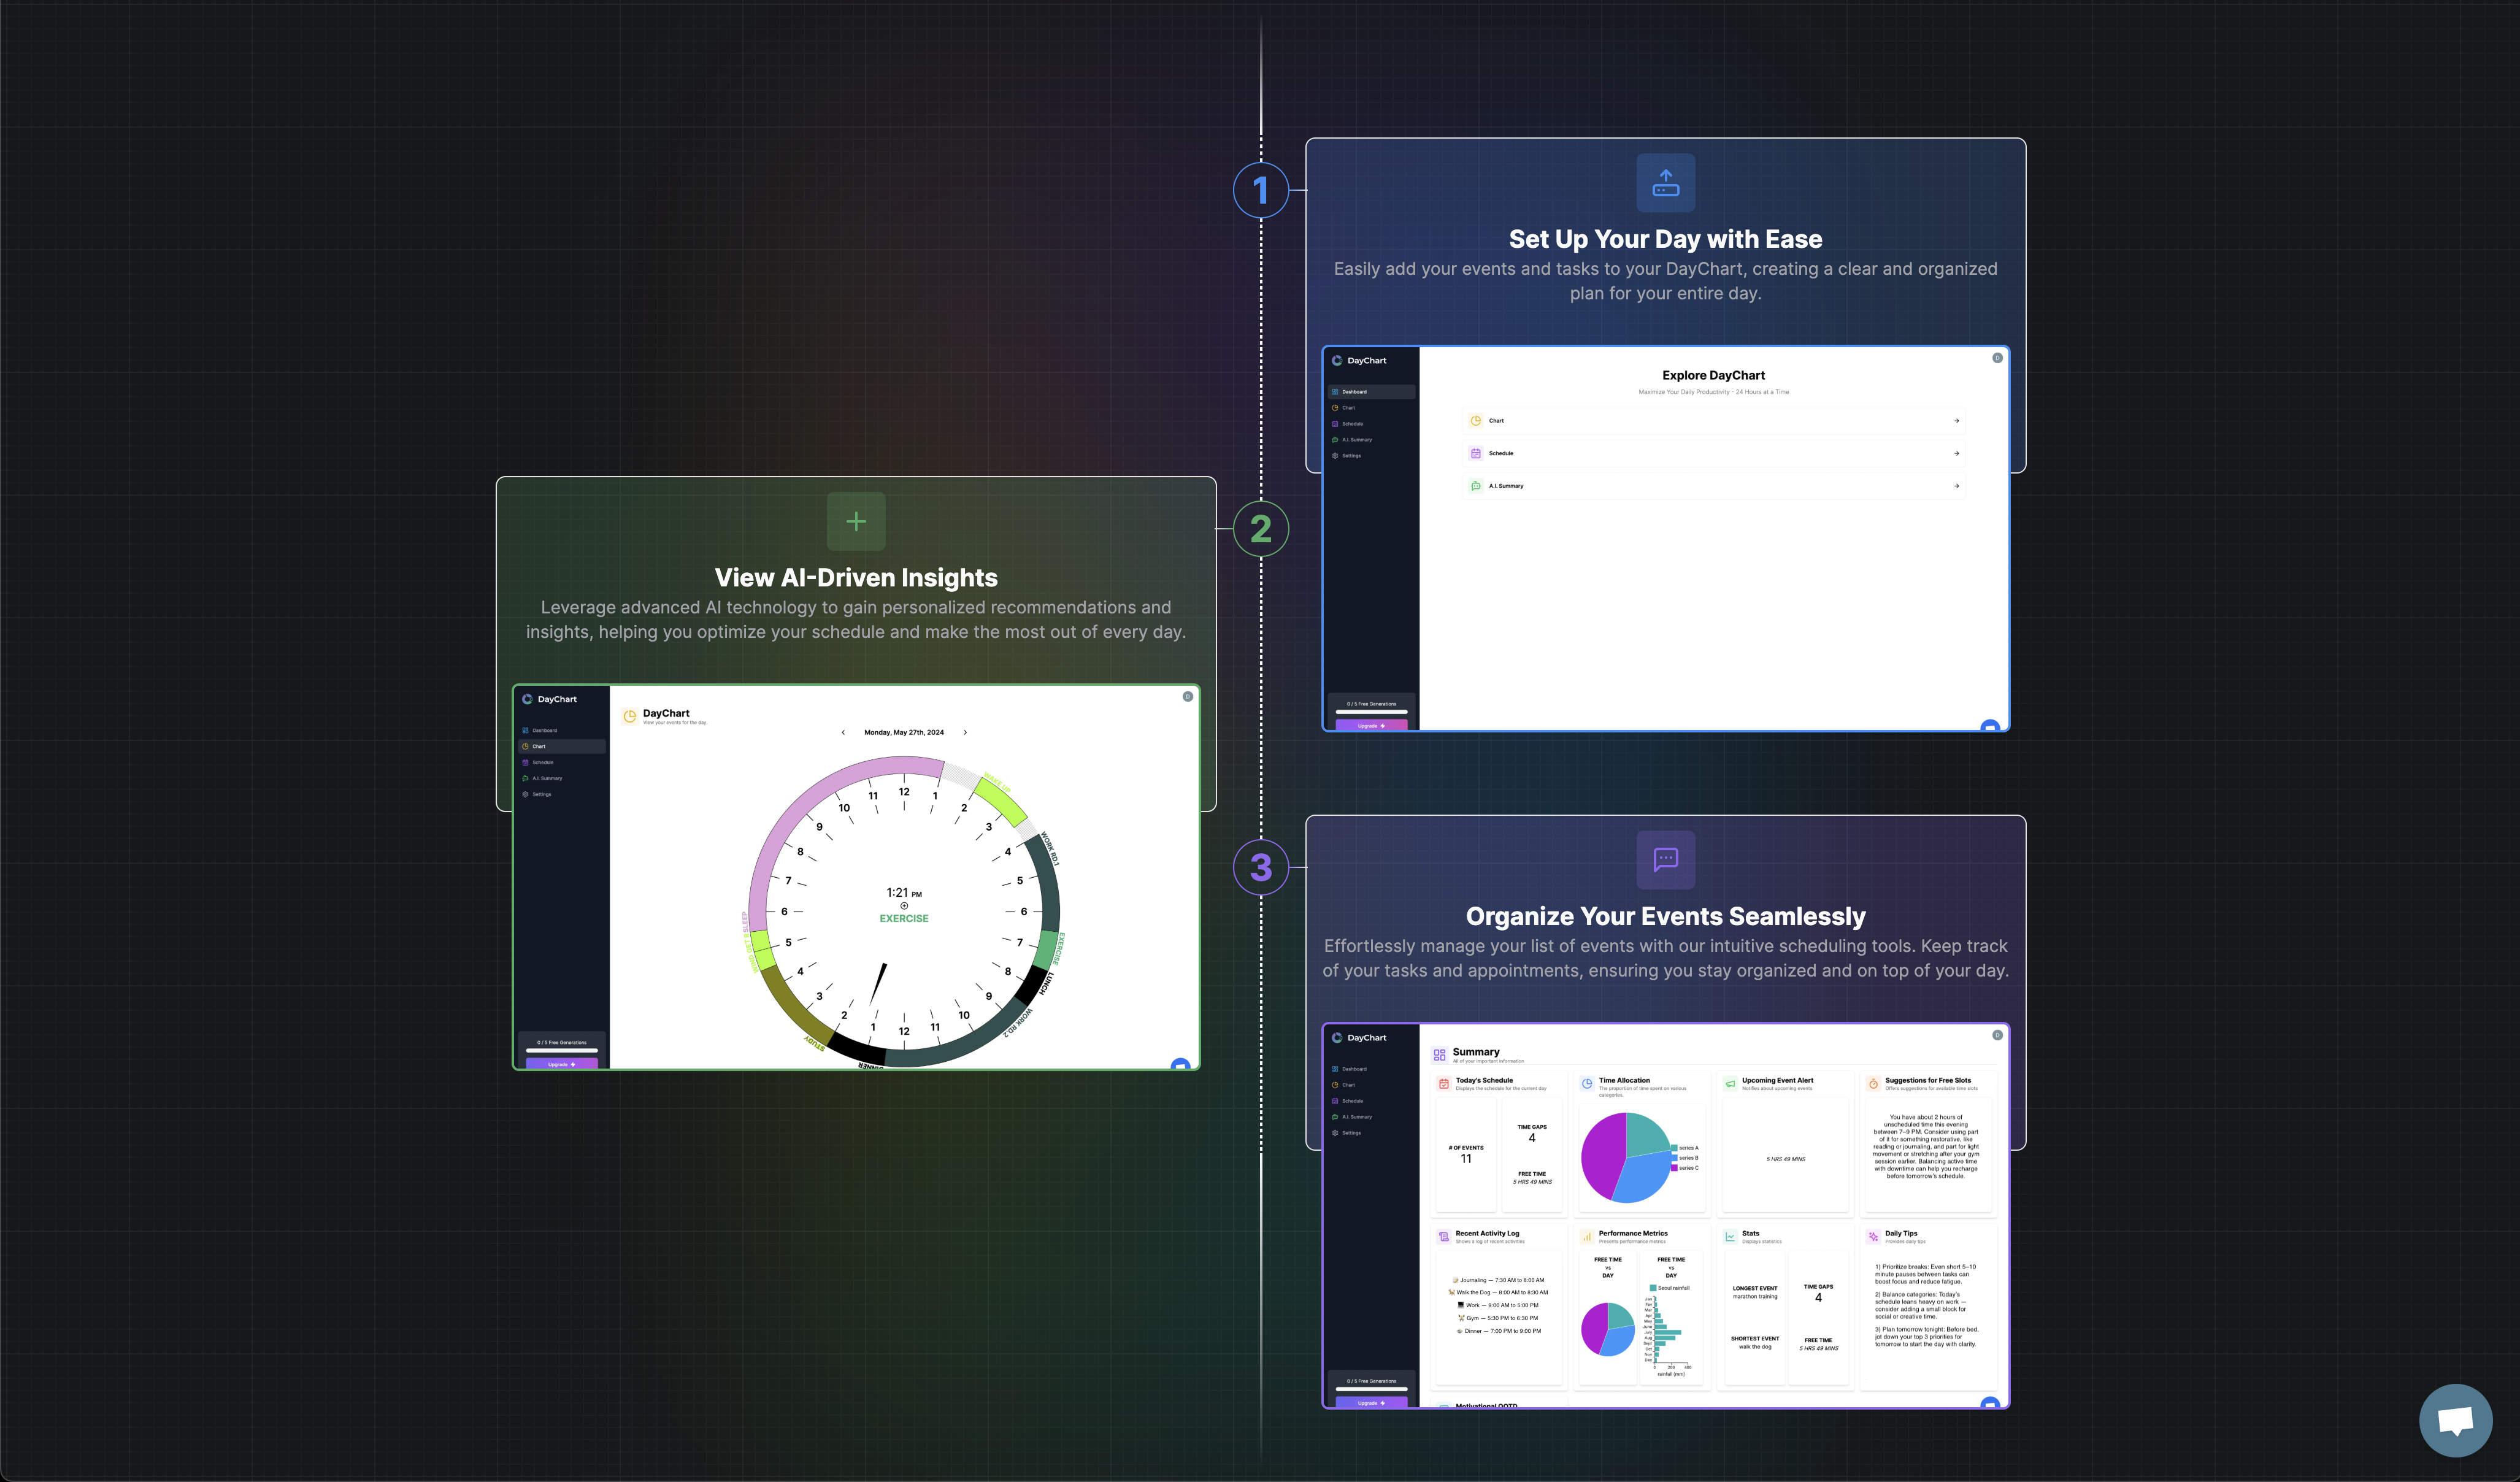 1
Set Up Your Day with Ease
Easily add your events and tasks to your DayChart, creating a clear and organized
plan for your entire day.
DayChart
D
Dashboard
Chart
Schedule
A.I. Summary
Settings
0 / 5 Free Generations
Upgrade
Explore DayChart
Maximize Your Daily Productivity - 24 Hours at a Time
Chart
Schedule
A.I. Summary
2
View AI-Driven Insights
Leverage advanced AI technology to gain personalized recommendations and
insights, helping you optimize your schedule and make the most out of every day.
DayChart
D
Dashboard
Chart
Schedule
A.I. Summary
Settings
0 / 5 Free Generations
Upgrade
DayChart
View your events for the day.
Monday, May 27th, 2024
12
1
2
3
4
5
6
7
8
9
10
11
12
1
2
3
4
5
6
7
8
9
10
11
WAKE UP
WORK RD.1
EXERCISE
LUNCH
WORK RD 2
STUDY
SLEEP
1:21 PM
EXERCISE
3
Organize Your Events Seamlessly
Effortlessly manage your list of events with our intuitive scheduling tools. Keep track
of your tasks and appointments, ensuring you stay organized and on top of your day.
DayChart
D
Dashboard
Chart
Schedule
A.I. Summary
Settings
0 / 5 Free Generations
Upgrade
Summary
All of your important information
Today's Schedule
Displays the schedule for the current day
# OF EVENTS
11
TIME GAPS
4
FREE TIME
5 HRS 49 MINS
Time Allocation
The proportion of time spent on various
categories.
series A
series B
series C
Upcoming Event Alert
Notifies about upcoming events
5 HRS 49 MINS
Suggestions for Free Slots
Offers suggestions for available time slots
You have about 2 hours of
unscheduled time this evening
between 7–9 PM. Consider using part
of it for something restorative, like
reading or journaling, and part for light
movement or stretching after your gym
session earlier. Balancing active time
with downtime can help you recharge
before tomorrow's schedule.
Recent Activity Log
Shows a log of recent activities
Journaling — 7:30 AM to 8:00 AM
Walk the Dog — 8:00 AM to 8:30 AM
Work — 9:00 AM to 5:00 PM
Gym — 5:30 PM to 6:30 PM
Dinner — 7:00 PM to 9:00 PM
Performance Metrics
Presents performance metrics
FREE TIME
vs
DAY
FREE TIME
vs
DAY
Seoul rainfall
Jan
Fev
Mar
Apr
May
June
July
Aug
Sept
Oct
Nov
Dec
0 200 400
rainfall (mm)
Stats
Displays statistics
LONGEST EVENT
marathon training
SHORTEST EVENT
walk the dog
TIME GAPS
4
FREE TIME
5 HRS 49 MINS
Daily Tips
Provides daily tips
1) Prioritize breaks: Even short 5–10
minute pauses between tasks can
boost focus and reduce fatigue.
2) Balance categories: Today's
schedule leans heavy on work —
consider adding a small block for
social or creative time.
3) Plan tomorrow tonight: Before bed,
jot down your top 3 priorities for
tomorrow to start the day with clarity.
Motivational QOTD